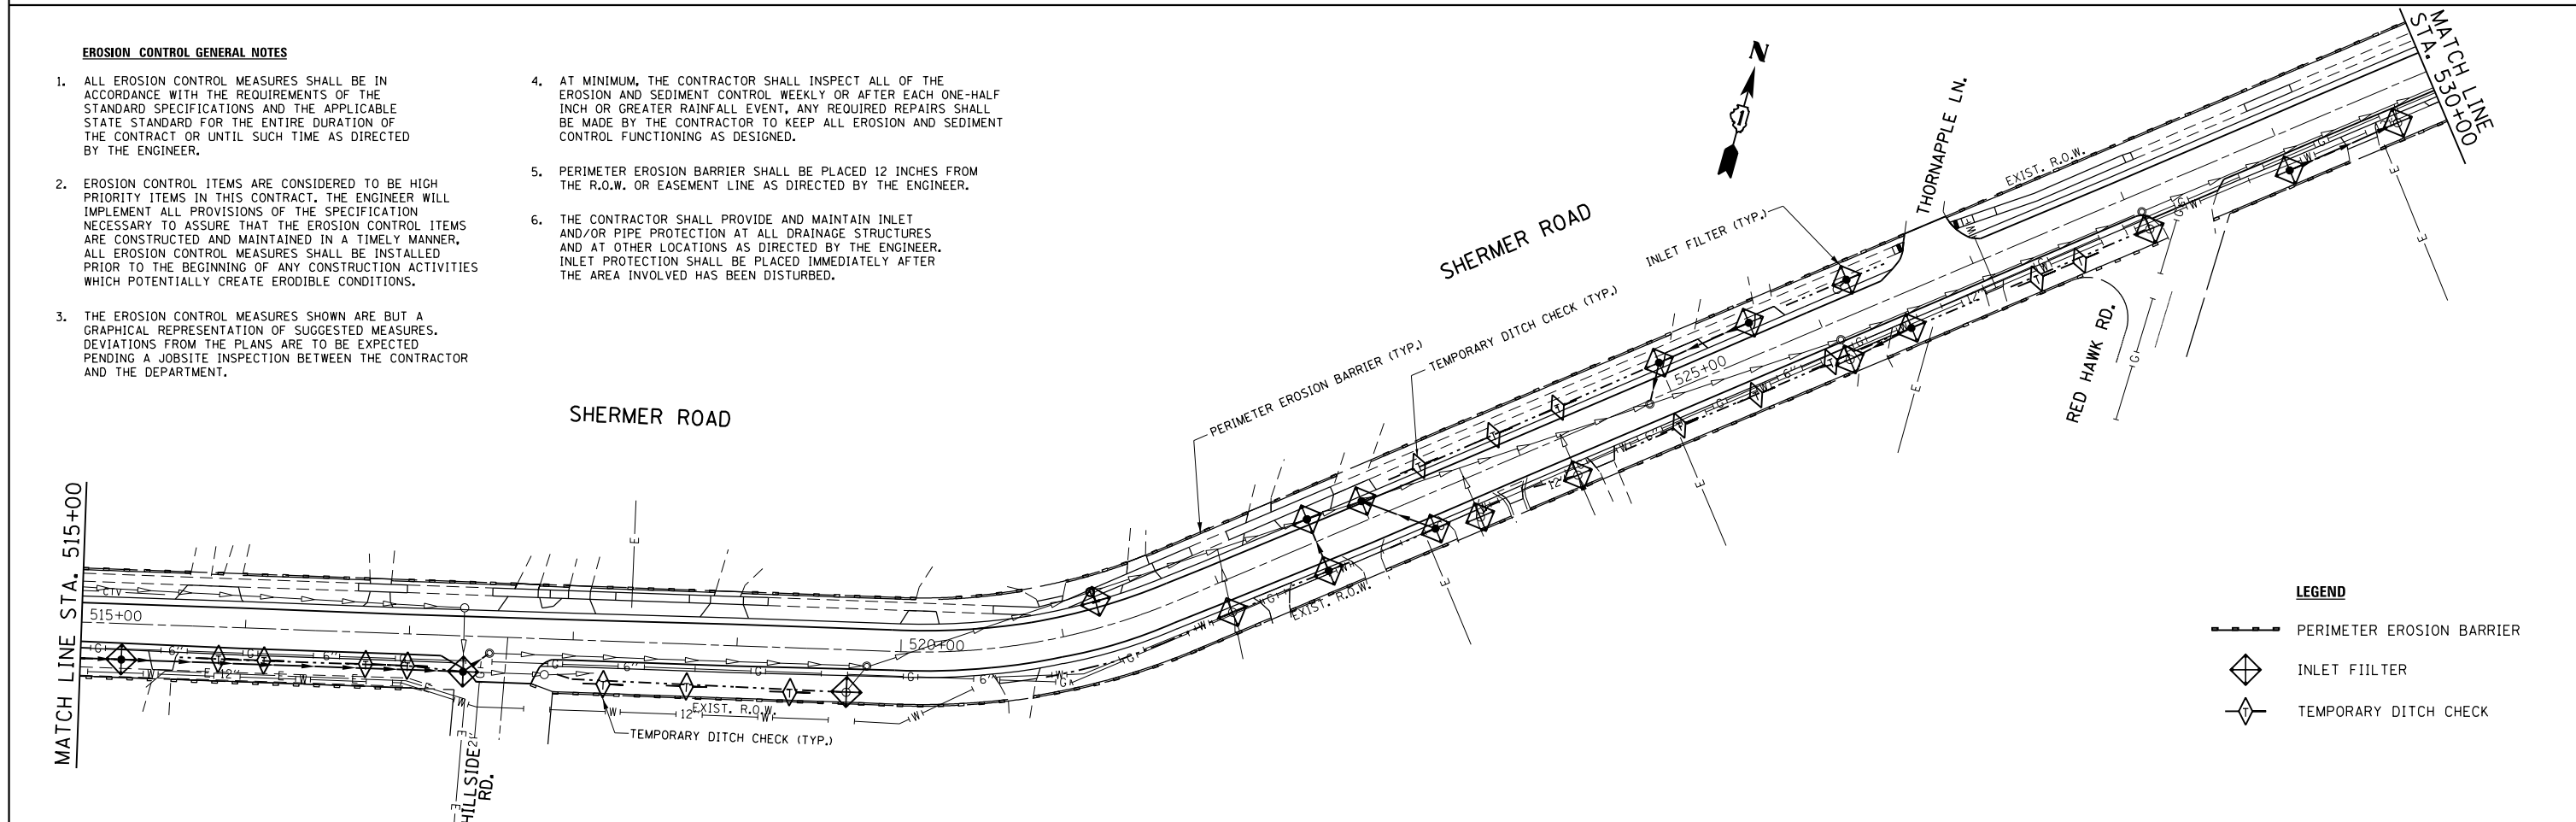 EROSION CONTROL GENERAL NOTES
1. ALL EROSION CONTROL MEASURES SHALL BE IN
ACCORDANCE WITH THE REQUIREMENTS OF THE
STANDARD SPECIFICATIONS AND THE APPLICABLE
STATE STANDARD FOR THE ENTIRE DURATION OF
THE CONTRACT OR UNTIL SUCH TIME AS DIRECTED
BY THE ENGINEER.
2. EROSION CONTROL ITEMS ARE CONSIDERED TO BE HIGH
PRIORITY ITEMS IN THIS CONTRACT. THE ENGINEER WILL
IMPLEMENT ALL PROVISIONS OF THE SPECIFICATION
NECESSARY TO ASSURE THAT THE EROSION CONTROL ITEMS
ARE CONSTRUCTED AND MAINTAINED IN A TIMELY MANNER.
ALL EROSION CONTROL MEASURES SHALL BE INSTALLED
PRIOR TO THE BEGINNING OF ANY CONSTRUCTION ACTIVITIES
WHICH POTENTIALLY CREATE ERODIBLE CONDITIONS.
3. THE EROSION CONTROL MEASURES SHOWN ARE BUT A
GRAPHICAL REPRESENTATION OF SUGGESTED MEASURES.
DEVIATIONS FROM THE PLANS ARE TO BE EXPECTED
PENDING A JOBSITE INSPECTION BETWEEN THE CONTRACTOR
AND THE DEPARTMENT.
4. AT MINIMUM, THE CONTRACTOR SHALL INSPECT ALL OF THE
EROSION AND SEDIMENT CONTROL WEEKLY OR AFTER EACH ONE-HALF
INCH OR GREATER RAINFALL EVENT. ANY REQUIRED REPAIRS SHALL
BE MADE BY THE CONTRACTOR TO KEEP ALL EROSION AND SEDIMENT
CONTROL FUNCTIONING AS DESIGNED.
5. PERIMETER EROSION BARRIER SHALL BE PLACED 12 INCHES FROM
THE R.O.W. OR EASEMENT LINE AS DIRECTED BY THE ENGINEER.
6. THE CONTRACTOR SHALL PROVIDE AND MAINTAIN INLET
AND/OR PIPE PROTECTION AT ALL DRAINAGE STRUCTURES
AND AT OTHER LOCATIONS AS DIRECTED BY THE ENGINEER.
INLET PROTECTION SHALL BE PLACED IMMEDIATELY AFTER
THE AREA INVOLVED HAS BEEN DISTURBED.
N
1
MATCH LINE
STA. 530+00
THORNAPPLE LN.
EXIST. R.O.W.
SHERMER ROAD
INLET FILTER (TYP.)
TEMPORARY DITCH CHECK (TYP.)
PERIMETER EROSION BARRIER (TYP.)
525+00
RED HAWK RD.
SHERMER ROAD
MATCH LINE STA. 515+00
CTV
515+00
520+00
EXIST. R.O.W.
EXIST. R.O.W.
12"
6"
TEMPORARY DITCH CHECK (TYP.)
HILLSIDE
RD.
LEGEND
PERIMETER EROSION BARRIER
INLET FIILTER
T TEMPORARY DITCH CHECK